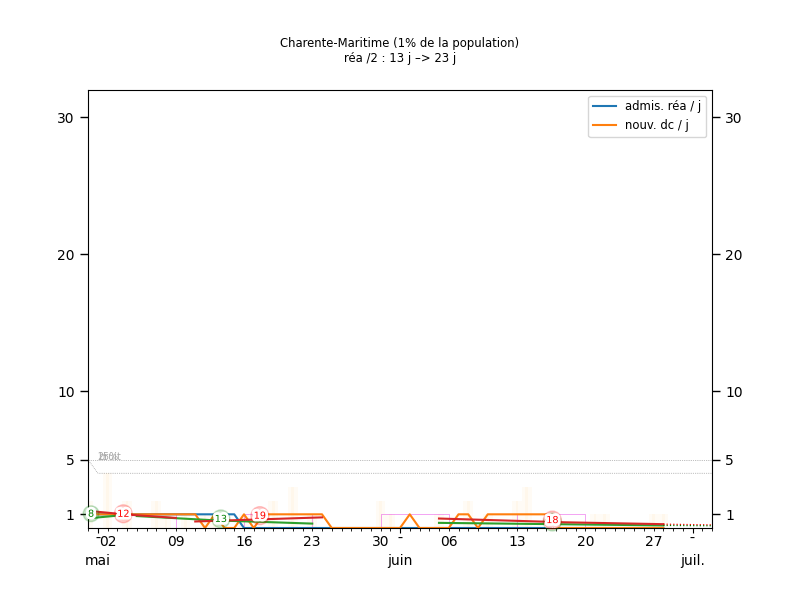 Charente-Maritime (1% de la population)
réa /2 : 13 j –> 23 j
admis. réa / j
nouv. dc / j
30 30
20 20
10 10
5 5
1 1
8 12 13 19 18
02 09 16 23 30 06 13 20 27
mai juin juil.